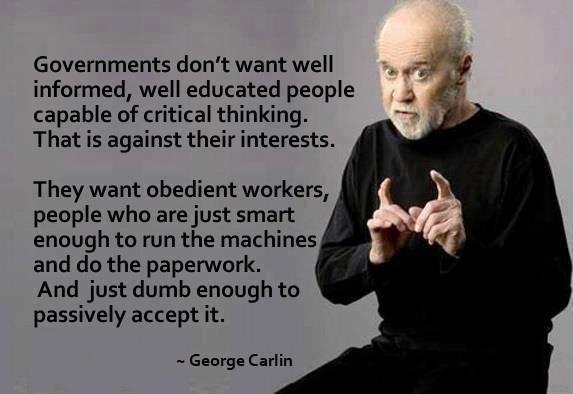 Governments don't want well
informed, well educated people
capable of critical thinking.
That is against their interests.
They want obedient workers,
people who are just smart
enough to run the machines
and do the paperwork.
And just dumb enough to
passively accept it.
~ George Carlin